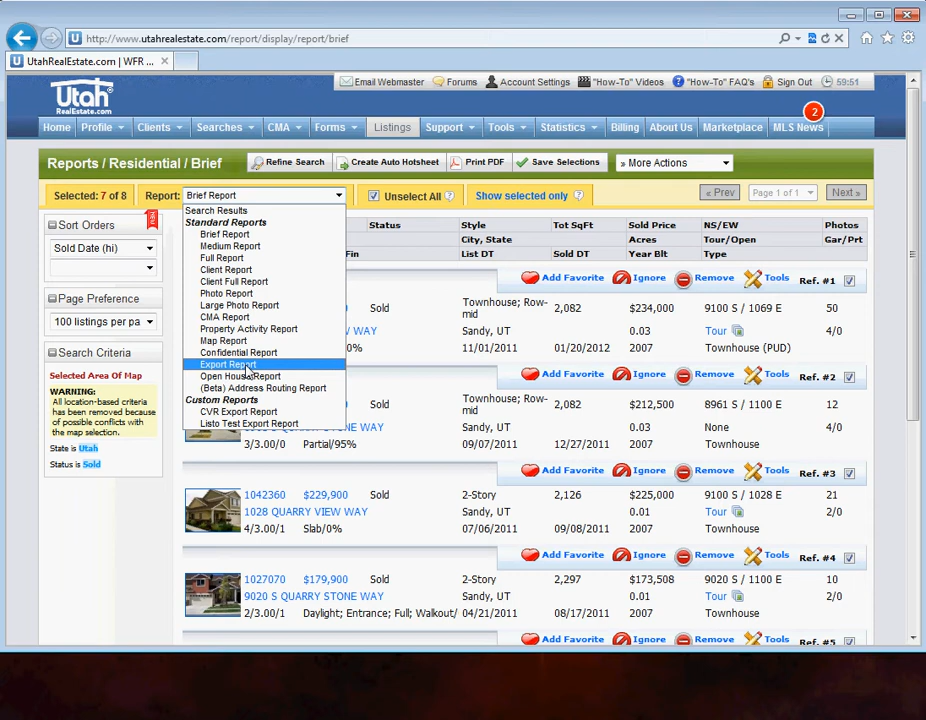 http://www.utahrealestate.com/report/display/report/brief
UtahRealEstate.com | WFR ...
Utah
RealEstate.com
Email Webmaster
Forums
Account Settings
"How-To" Videos
"How-To" FAQ's
Sign Out
59:51
2
Home
Profile
Clients
Searches
CMA
Forms
Listings
Support
Tools
Statistics
Billing
About Us
Marketplace
MLS News
Reports / Residential / Brief
Refine Search
Create Auto Hotsheet
Print PDF
Save Selections
» More Actions
Selected: 7 of 8
Report:
Brief Report
Unselect All
Show selected only
« Prev
Page 1 of 1
Next »
Search Results
Standard Reports
Brief Report
Medium Report
Full Report
Client Report
Client Full Report
Photo Report
Large Photo Report
CMA Report
Property Activity Report
Map Report
Confidential Report
Export Report
Open House Report
(Beta) Address Routing Report
Custom Reports
CVR Export Report
Listo Test Export Report
Sort Orders
Sold Date (hi)
Page Preference
100 listings per pa
Search Criteria
Selected Area Of Map
WARNING:
All location-based criteria
has been removed because
of possible conflicts with
the map selection.
State is Utah
Status is Sold
Status Style Tot SqFt Sold Price NS/EW Photos
City, State Acres Tour/Open Gar/Prt
Fin List DT Sold DT Year Blt Type
Add Favorite Ignore Remove Tools Ref. #1
Sold Townhouse; Row-mid 2,082 $234,000 9100 S / 1069 E 50
WAY Sandy, UT 0.03 Tour 4/0
0% 11/01/2011 01/20/2012 2007 Townhouse (PUD)
Add Favorite Ignore Remove Tools Ref. #2
Sold Townhouse; Row-mid 2,082 $212,500 8961 S / 1100 E 12
WAY Sandy, UT 0.03 None 4/0
3/3.00/0 Partial/95% 09/07/2011 12/27/2011 2007 Townhouse
Add Favorite Ignore Remove Tools Ref. #3
1042360 $229,900 Sold 2-Story 2,126 $225,000 9100 S / 1028 E 21
1028 QUARRY VIEW WAY Sandy, UT 0.01 Tour 2/0
4/3.00/1 Slab/0% 07/06/2011 09/08/2011 2007 Townhouse
Add Favorite Ignore Remove Tools Ref. #4
1027070 $179,900 Sold 2-Story 2,297 $173,508 9020 S / 1100 E 10
9020 S QUARRY STONE WAY Sandy, UT 0.01 Tour 2/0
2/3.00/1 Daylight; Entrance; Full; Walkout/ 04/21/2011 08/17/2011 2007 Townhouse
Add Favorite Ignore Remove Tools Ref. #5